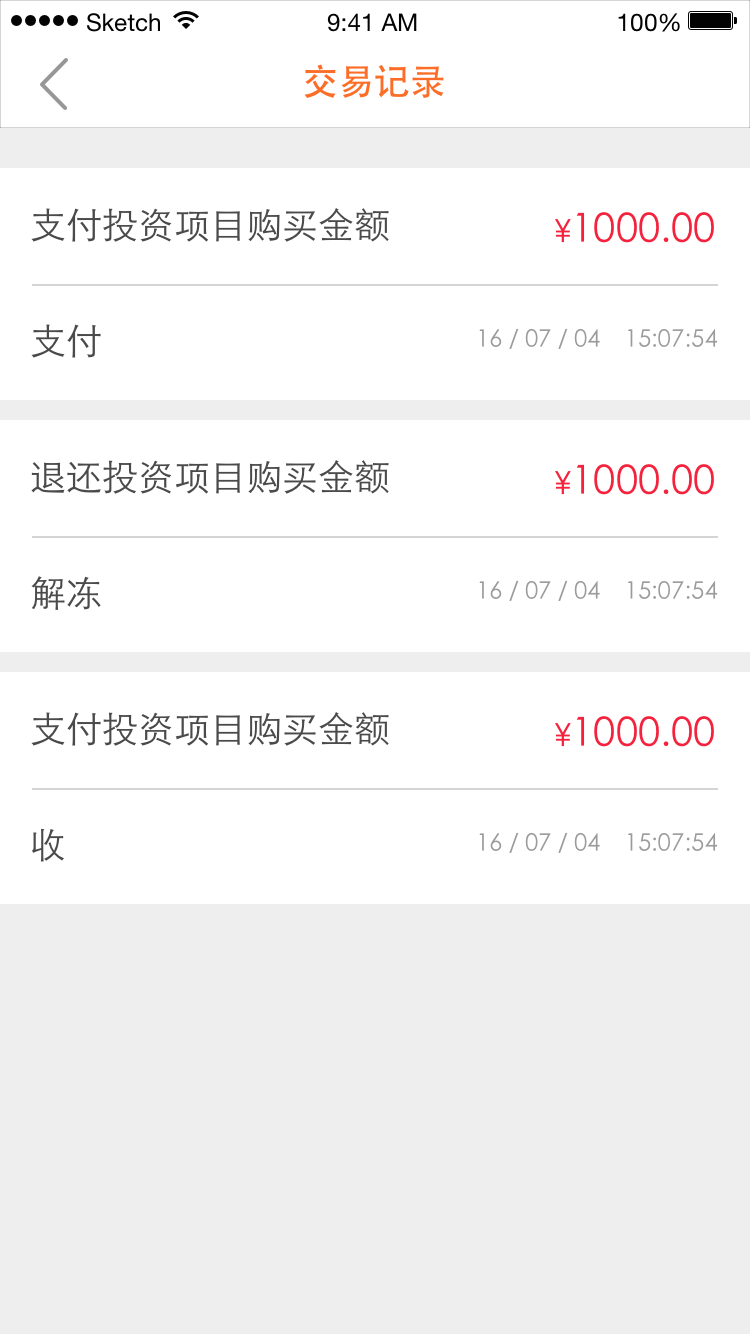 Sketch 9:41 AM 100%
交易记录
支付投资项目购买金额 ¥1000.00
支付 16 / 07 / 04 15:07:54
退还投资项目购买金额 ¥1000.00
解冻 16 / 07 / 04 15:07:54
支付投资项目购买金额 ¥1000.00
收 16 / 07 / 04 15:07:54